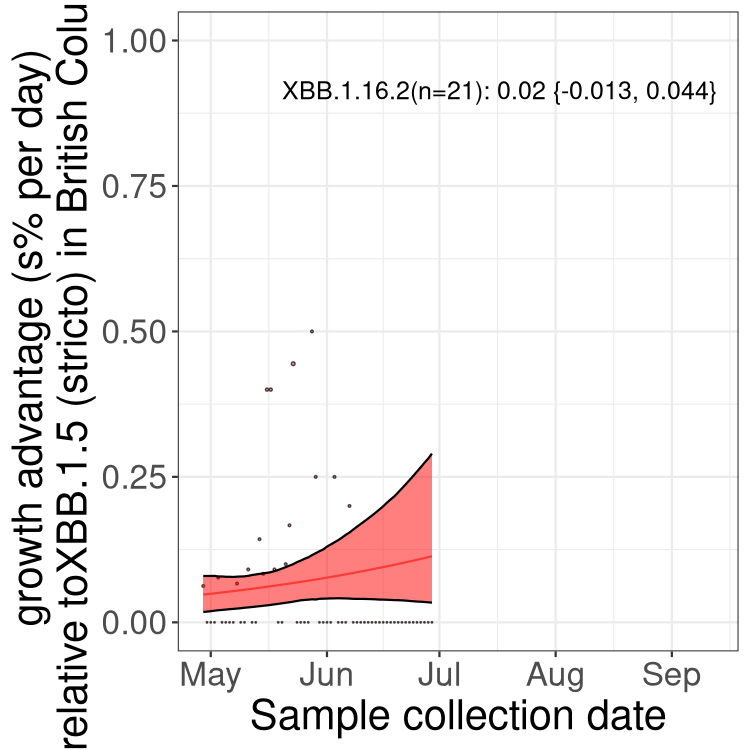 growth advantage (s% per day)
relative toXBB.1.5 (stricto) in British Colu
1.00
0.75
0.50
0.25
0.00
XBB.1.16.2(n=21): 0.02 {-0.013, 0.044}
May Jun Jul Aug Sep
Sample collection date